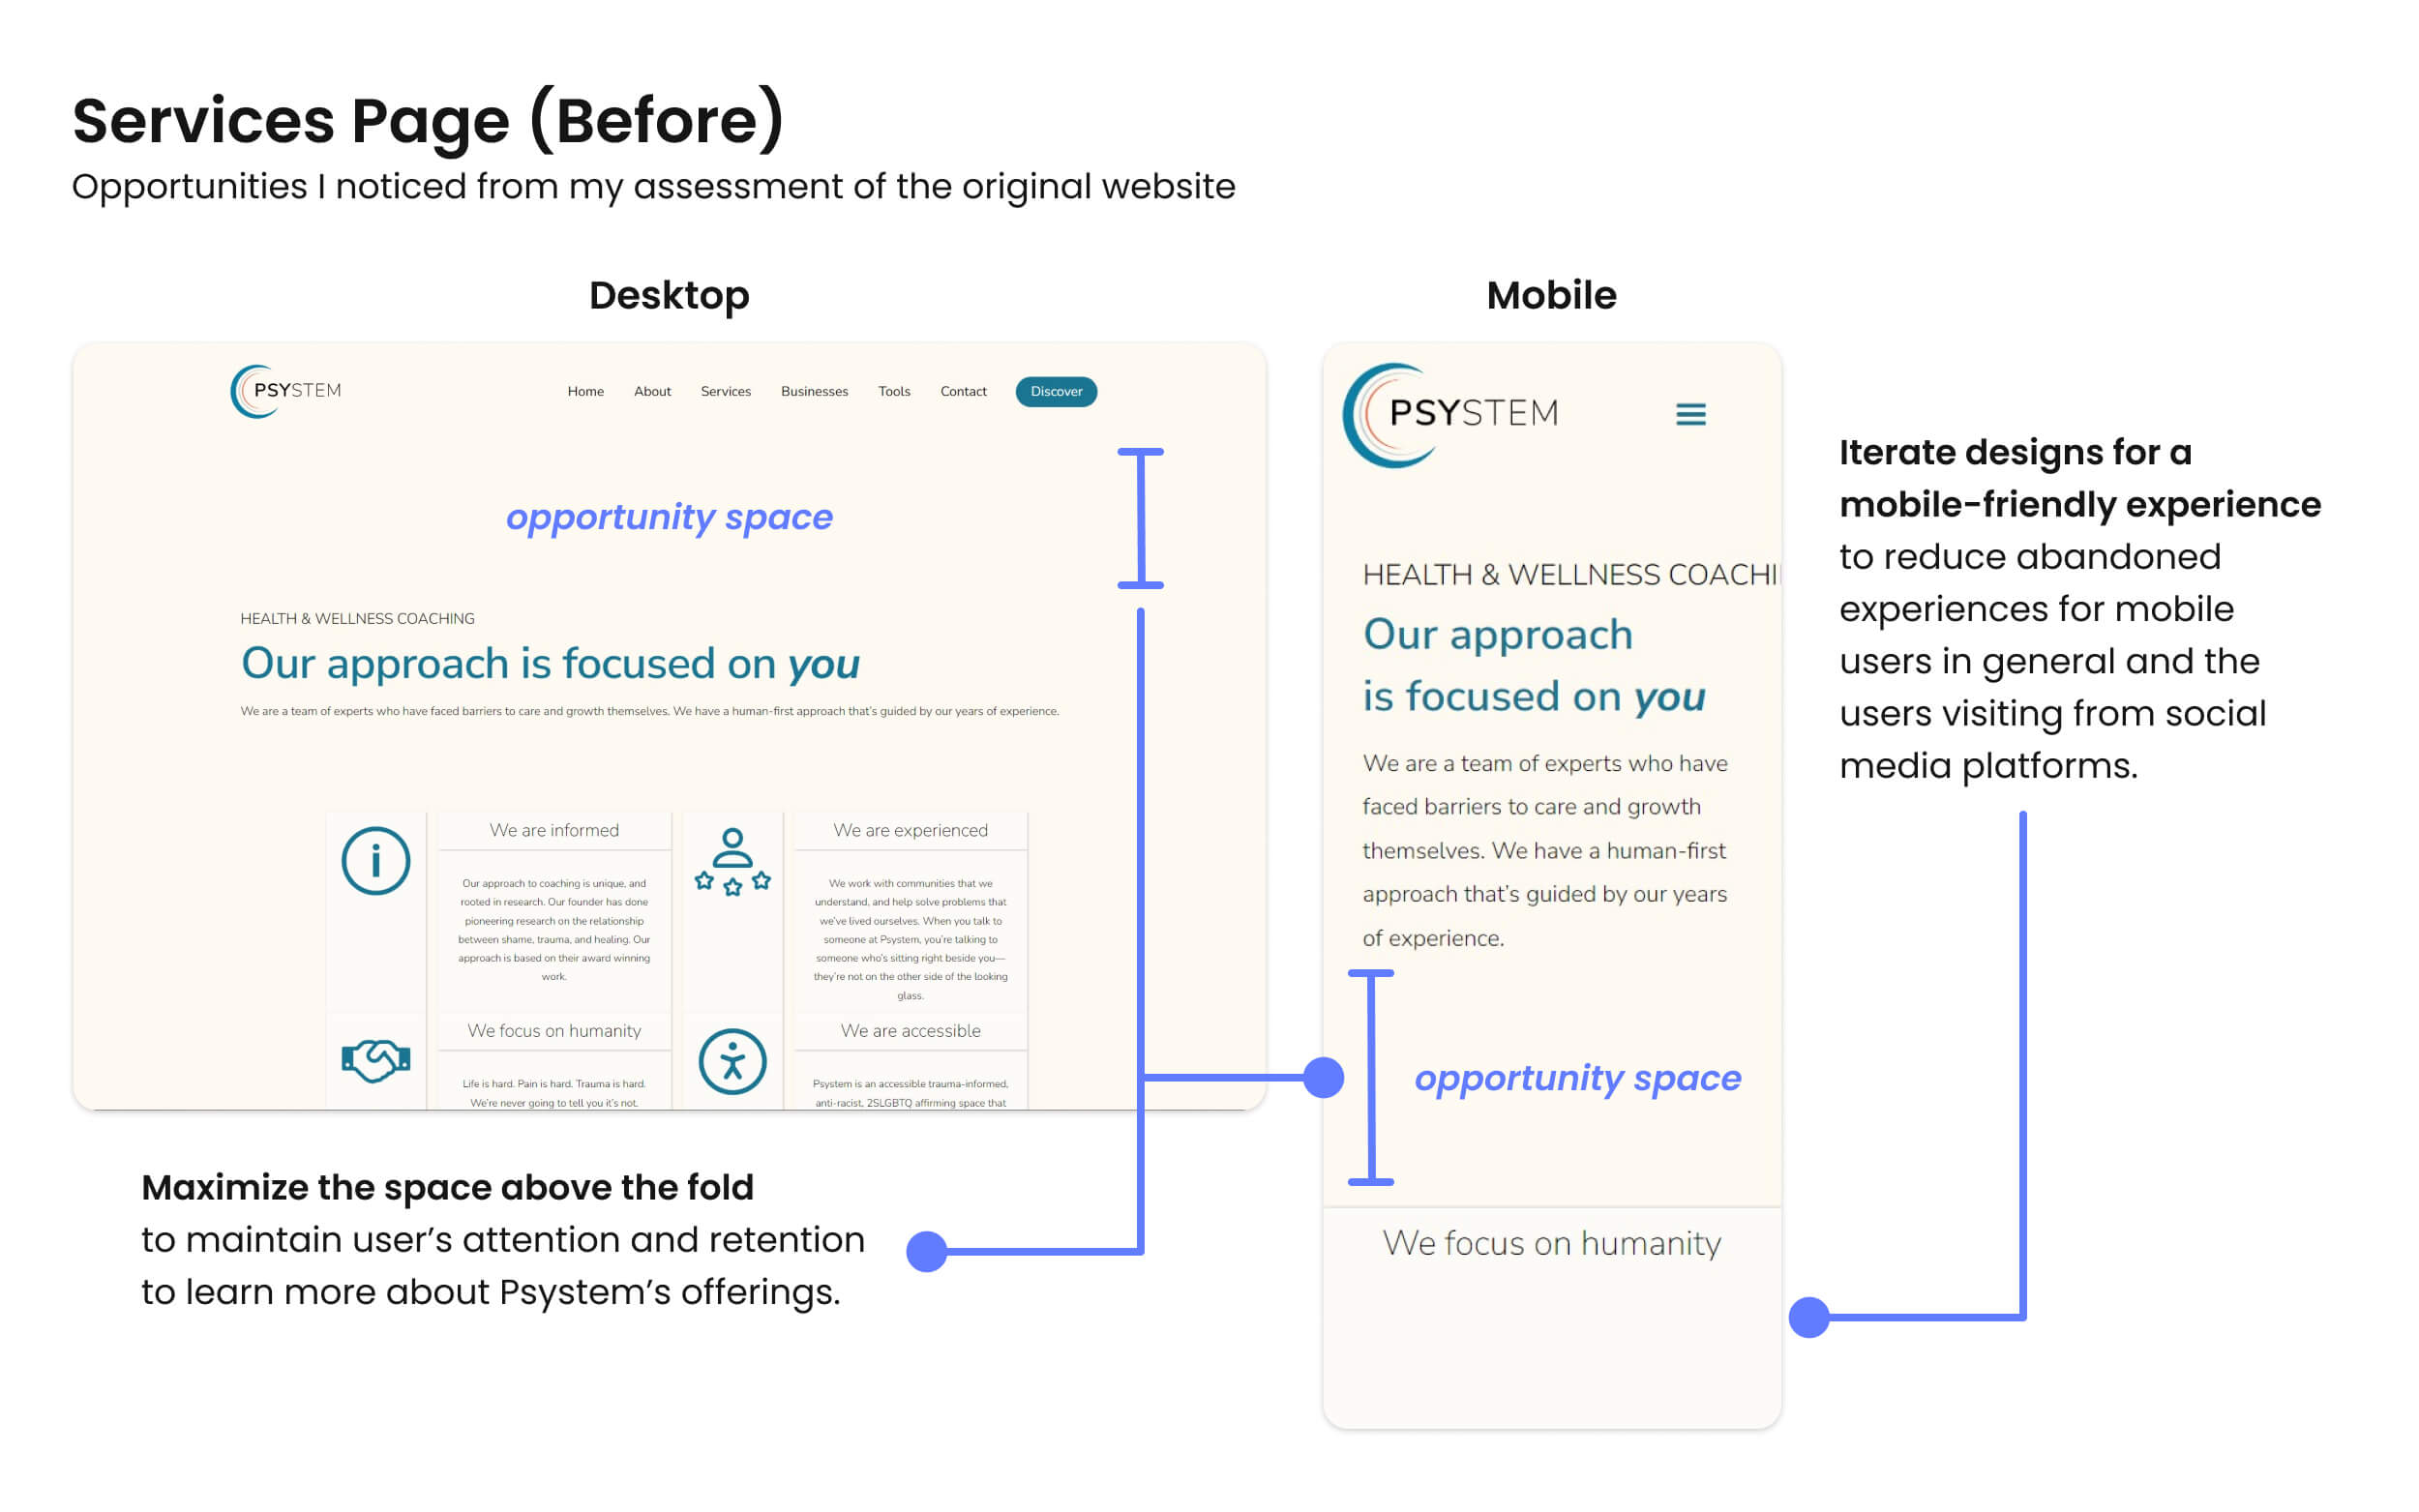 Services Page (Before)
Opportunities I noticed from my assessment of the original website
Desktop
PSYSTEM
Home About Services Businesses Tools Contact Discover
opportunity space
HEALTH & WELLNESS COACHING
Our approach is focused on you
We are a team of experts who have faced barriers to care and growth themselves. We have a human-first approach that's guided by our years of experience.
We are informed
Our approach to coaching is unique, and
rooted in research. Our founder has done
pioneering research on the relationship
between shame, trauma, and healing. Our
approach is based on their award winning
work.
We are experienced
We work with communities that we
understand, and help solve problems that
we've lived ourselves. When you talk to
someone at Psystem, you're talking to
someone who's sitting right beside you—
they're not on the other side of the looking
glass.
We focus on humanity
Life is hard. Pain is hard. Trauma is hard.
We're never going to tell you it's not.
We are accessible
Psystem is an accessible trauma-informed,
anti-racist, 2SLGBTQ affirming space that
Maximize the space above the fold
to maintain user's attention and retention
to learn more about Psystem's offerings.
Mobile
PSYSTEM
HEALTH & WELLNESS COACHI
Our approach
is focused on you
We are a team of experts who have
faced barriers to care and growth
themselves. We have a human-first
approach that's guided by our years
of experience.
opportunity space
We focus on humanity
Iterate designs for a
mobile-friendly experience
to reduce abandoned
experiences for mobile
users in general and the
users visiting from social
media platforms.